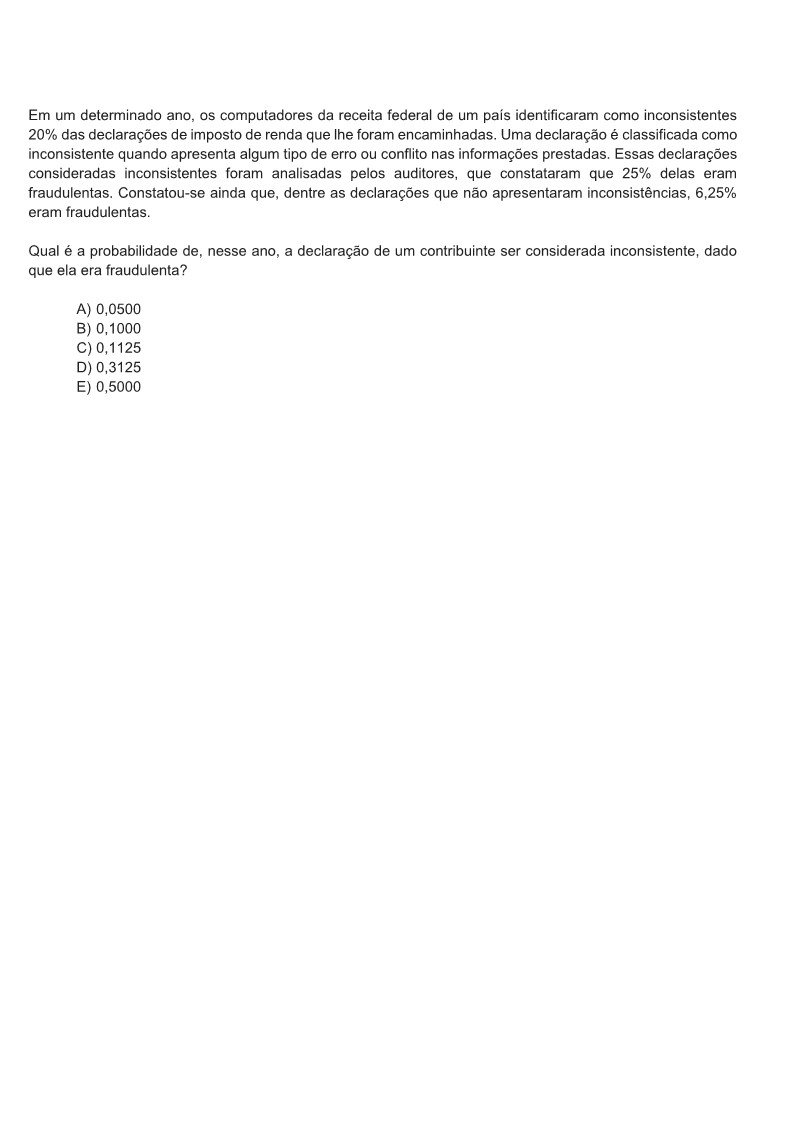 Em um determinado ano, os computadores da receita federal de um país identificaram como inconsistentes
20% das declarações de imposto de renda que lhe foram encaminhadas. Uma declaração é classificada como
inconsistente quando apresenta algum tipo de erro ou conflito nas informações prestadas. Essas declarações
consideradas inconsistentes foram analisadas pelos auditores, que constataram que 25% delas eram
fraudulentas. Constatou-se ainda que, dentre as declarações que não apresentaram inconsistências, 6,25%
eram fraudulentas.
Qual é a probabilidade de, nesse ano, a declaração de um contribuinte ser considerada inconsistente, dado
que ela era fraudulenta?
A) 0,0500
B) 0,1000
C) 0,1125
D) 0,3125
E) 0,5000